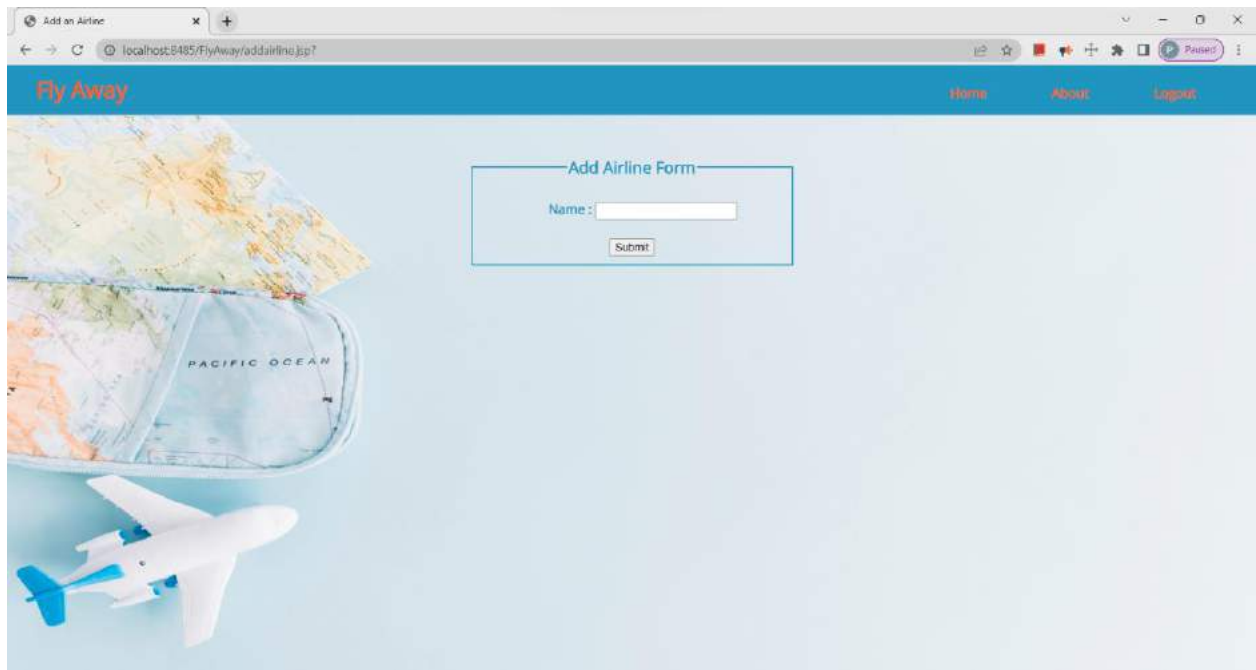 Add an Airline
localhost:8485/FlyAway/addairline.jsp?
Paused
Fly Away
Home
About
Logout
Add Airline Form
Name :
Submit
PACIFIC OCEAN